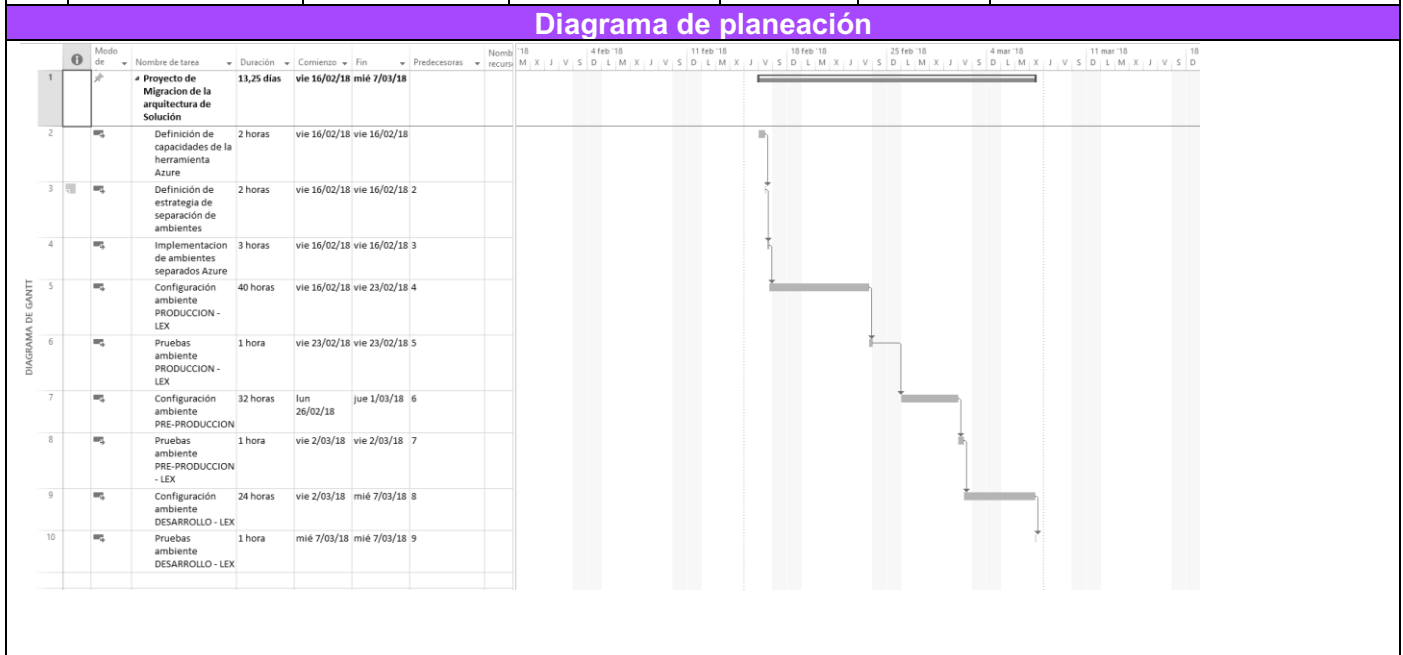 Diagrama de planeación
Modo
de Nombre de tarea Duración Comienzo Fin Predecesoras
Nomb
recurs
'18 4 feb '18 11 feb '18 18 feb '18 25 feb '18 4 mar '18 11 mar '18 18
M X J V S D L M X J V S D L M X J V S D L M X J V S D L M X J V S D L M X J V S D L M X J V S D
1 Proyecto de 13,25 días vie 16/02/18 mié 7/03/18
Migracion de la
arquitectura de
Solución
2 Definición de 2 horas vie 16/02/18 vie 16/02/18
capacidades de la
herramienta
Azure
3 Definición de 2 horas vie 16/02/18 vie 16/02/18 2
estrategia de
separación de
ambientes
4 Implementacion 3 horas vie 16/02/18 vie 16/02/18 3
de ambientes
separados Azure
5 Configuración 40 horas vie 16/02/18 vie 23/02/18 4
ambiente
PRODUCCION -
LEX
6 Pruebas 1 hora vie 23/02/18 vie 23/02/18 5
ambiente
PRODUCCION -
LEX
7 Configuración 32 horas lun jue 1/03/18 6
ambiente 26/02/18
PRE-PRODUCCION
8 Pruebas 1 hora vie 2/03/18 vie 2/03/18 7
ambiente
PRE-PRODUCCION
- LEX
9 Configuración 24 horas vie 2/03/18 mié 7/03/18 8
ambiente
DESARROLLO - LEX
10 Pruebas 1 hora mié 7/03/18 mié 7/03/18 9
ambiente
DESARROLLO - LEX
DIAGRAMA DE GANTT